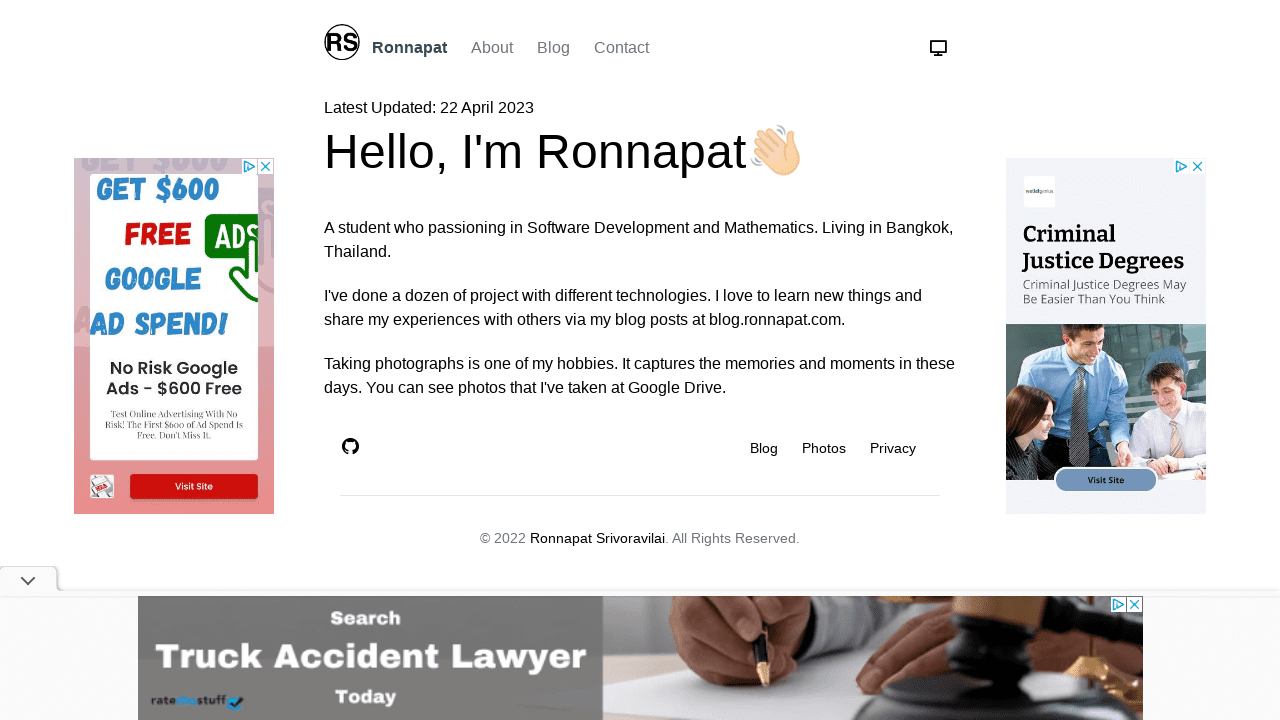 RS Ronnapat About Blog Contact
Latest Updated: 22 April 2023
Hello, I'm Ronnapat👋🏻
A student who passioning in Software Development and Mathematics. Living in Bangkok,
Thailand.
I've done a dozen of project with different technologies. I love to learn new things and
share my experiences with others via my blog posts at blog.ronnapat.com.
Taking photographs is one of my hobbies. It captures the memories and moments in these
days. You can see photos that I've taken at Google Drive.
Blog Photos Privacy
© 2022 Ronnapat Srivoravilai. All Rights Reserved.
GET $600
GET $600
FREE
ADS
GOOGLE
AD SPEND!
No Risk Google
Ads - $600 Free
Test Online Advertising With No
Risk! The First $600 of Ad Spend Is
Free. Don't Miss It.
Visit Site
walletgenius
Criminal
Justice Degrees
Criminal Justice Degrees May
Be Easier Than You Think
Visit Site
Search
Truck Accident Lawyer
Today